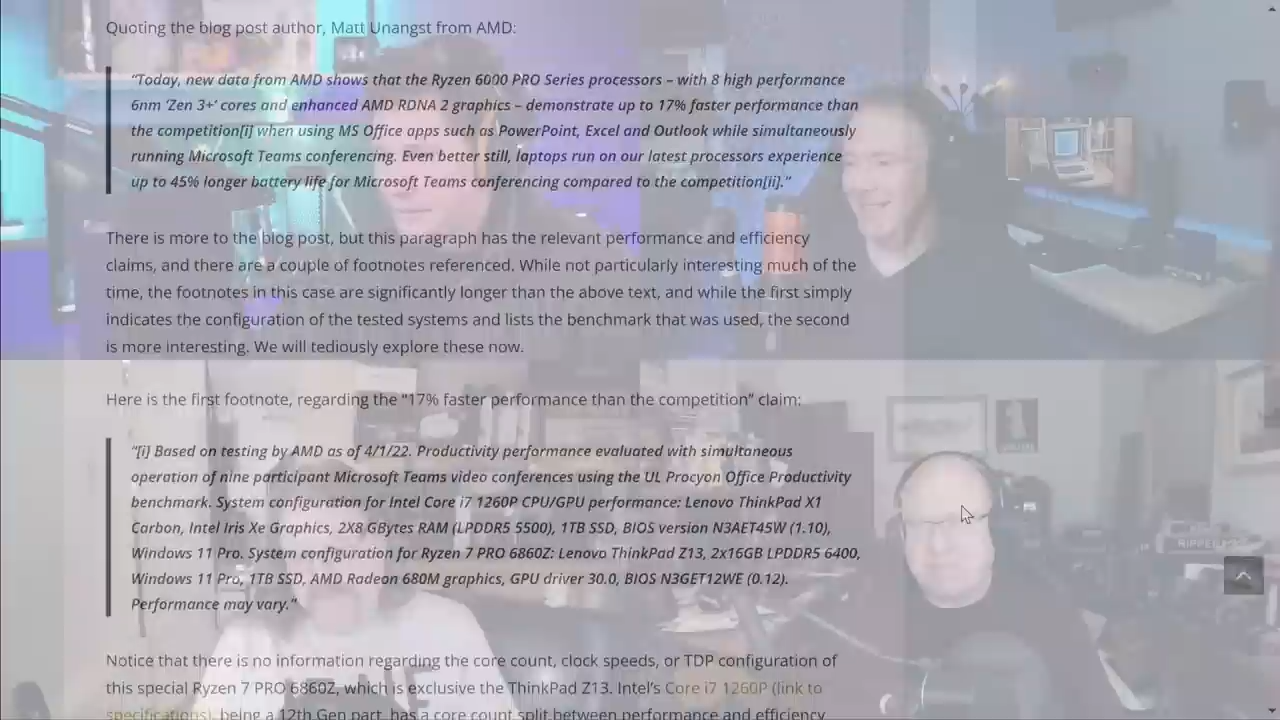 Quoting the blog post author, Matt Unangst from AMD:
"Today, new data from AMD shows that the Ryzen 6000 PRO Series processors – with 8 high performance
6nm 'Zen 3+' cores and enhanced AMD RDNA 2 graphics – demonstrate up to 17% faster performance than
the competition[i] when using MS Office apps such as PowerPoint, Excel and Outlook while simultaneously
running Microsoft Teams conferencing. Even better still, laptops run on our latest processors experience
up to 45% longer battery life for Microsoft Teams conferencing compared to the competition[ii]."
There is more to the blog post, but this paragraph has the relevant performance and efficiency
claims, and there are a couple of footnotes referenced. While not particularly interesting much of the
time, the footnotes in this case are significantly longer than the above text, and while the first simply
indicates the configuration of the tested systems and lists the benchmark that was used, the second
is more interesting. We will tediously explore these now.
Here is the first footnote, regarding the "17% faster performance than the competition" claim:
"[i] Based on testing by AMD as of 4/1/22. Productivity performance evaluated with simultaneous
operation of nine participant Microsoft Teams video conferences using the UL Procyon Office Productivity
benchmark. System configuration for Intel Core i7 1260P CPU/GPU performance: Lenovo ThinkPad X1
Carbon, Intel Iris Xe Graphics, 2X8 GBytes RAM (LPDDR5 5500), 1TB SSD, BIOS version N3AET45W (1.10),
Windows 11 Pro. System configuration for Ryzen 7 PRO 6860Z: Lenovo ThinkPad Z13, 2x16GB LPDDR5 6400,
Windows 11 Pro, 1TB SSD, AMD Radeon 680M graphics, GPU driver 30.0, BIOS N3GET12WE (0.12).
Performance may vary."
Notice that there is no information regarding the core count, clock speeds, or TDP configuration of
this special Ryzen 7 PRO 6860Z, which is exclusive the ThinkPad Z13. Intel's Core i7 1260P (link to
specifications), being a 12th Gen part, has a core count split between performance and efficiency